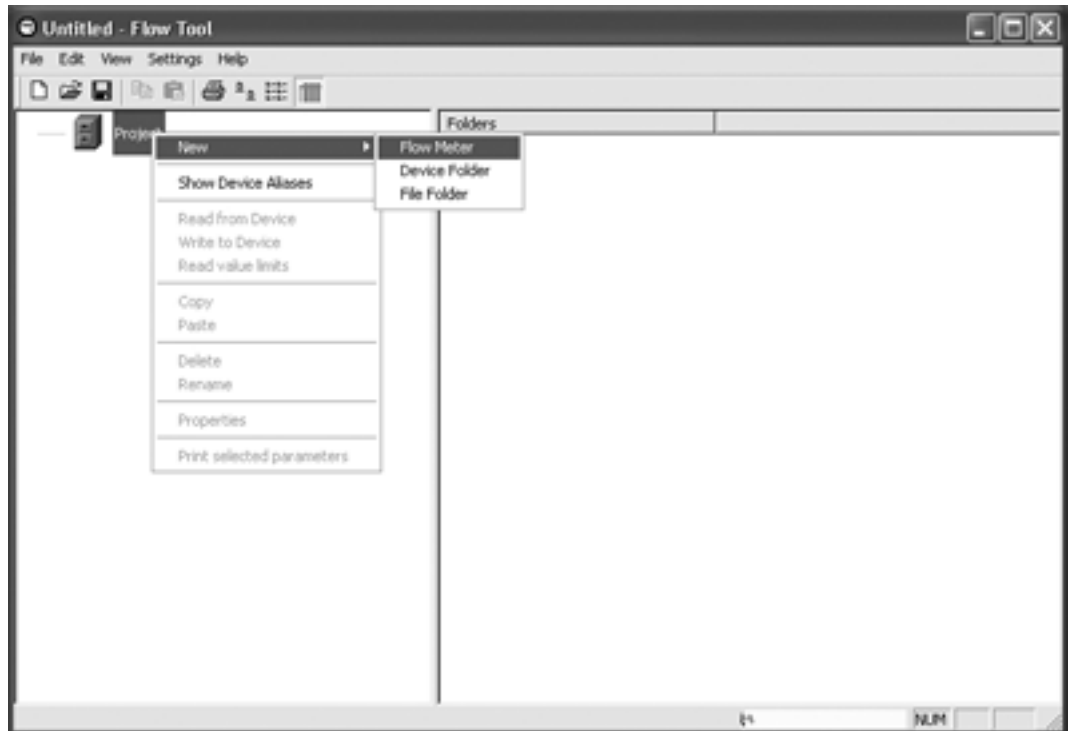 Untitled - Flow Tool
File Edit View Settings Help
Project
Folders
New
Flow Meter
Device Folder
File Folder
Show Device Aliases
Read from Device
Write to Device
Read value limits
Copy
Paste
Delete
Rename
Properties
Print selected parameters
NUM